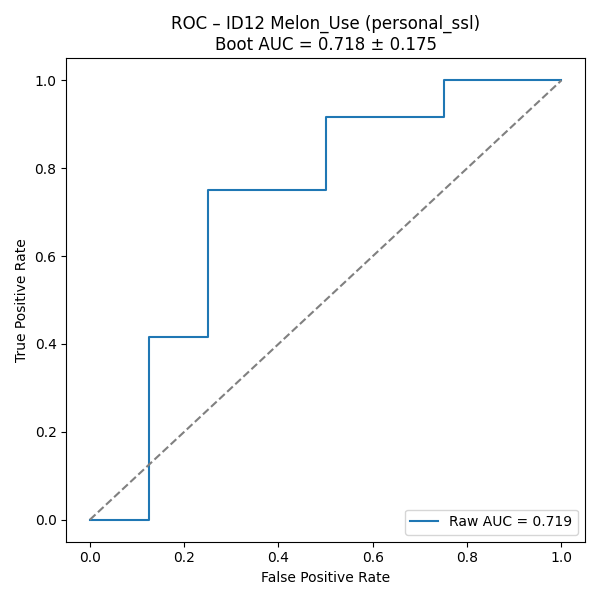 ROC – ID12 Melon_Use (personal_ssl)
Boot AUC = 0.718 ± 0.175
True Positive Rate
1.0
0.8
0.6
0.4
0.2
0.0
Raw AUC = 0.719
0.0 0.2 0.4 0.6 0.8 1.0
False Positive Rate